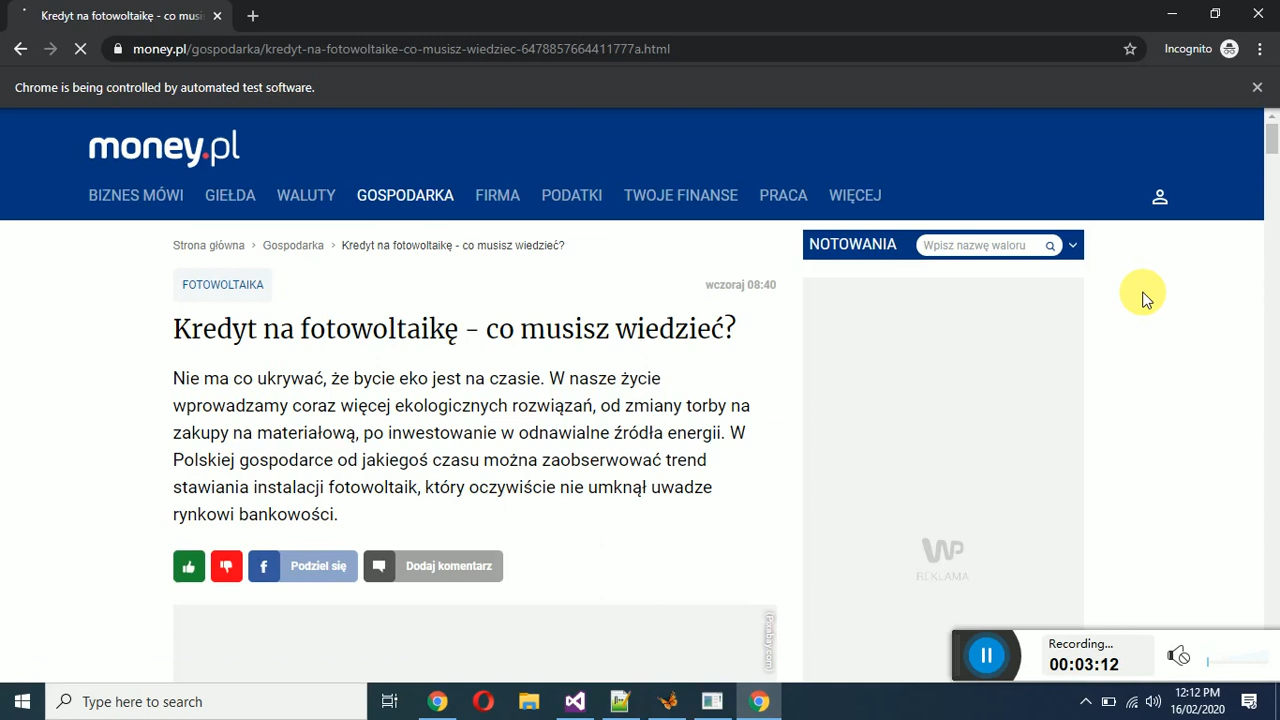 Kredyt na fotowoltaikę - co mus
Incognito
money.pl/gospodarka/kredyt-na-fotowoltaike-co-musisz-wiedziec-6478857664411777a.html
Chrome is being controlled by automated test software.
money.pl
BIZNES MÓWI GIEŁDA WALUTY GOSPODARKA FIRMA PODATKI TWOJE FINANSE PRACA WIĘCEJ
Strona główna > Gospodarka > Kredyt na fotowoltaikę - co musisz wiedzieć?
NOTOWANIA Wpisz nazwę waloru
FOTOWOLTAIKA
wczoraj 08:40
Kredyt na fotowoltaikę - co musisz wiedzieć?
Nie ma co ukrywać, że bycie eko jest na czasie. W nasze życie
wprowadzamy coraz więcej ekologicznych rozwiązań, od zmiany torby na
zakupy na materiałową, po inwestowanie w odnawialne źródła energii. W
Polskiej gospodarce od jakiegoś czasu można zaobserwować trend
stawiania instalacji fotowoltaik, który oczywiście nie umknął uwadze
rynkowi bankowości.
Podziel się
Dodaj komentarz
WP
REKLAMA
(Pixabay.com)
Recording...
00:03:12
Type here to search
12:12 PM
16/02/2020